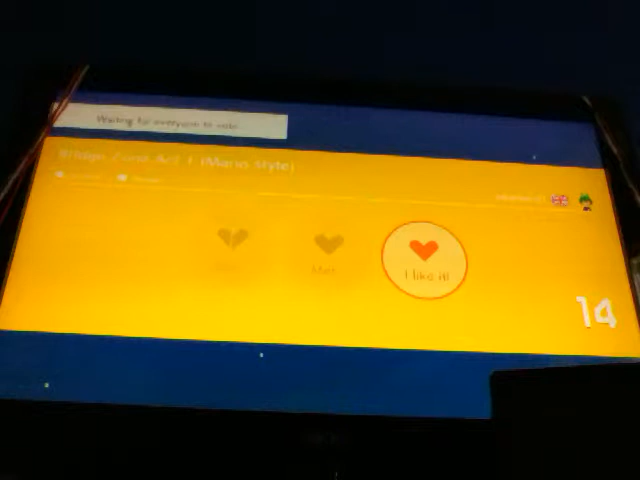 Waiting for everyone to vote
Bridge Zone Act 1 (Mario style)
Meh
I like it!
14